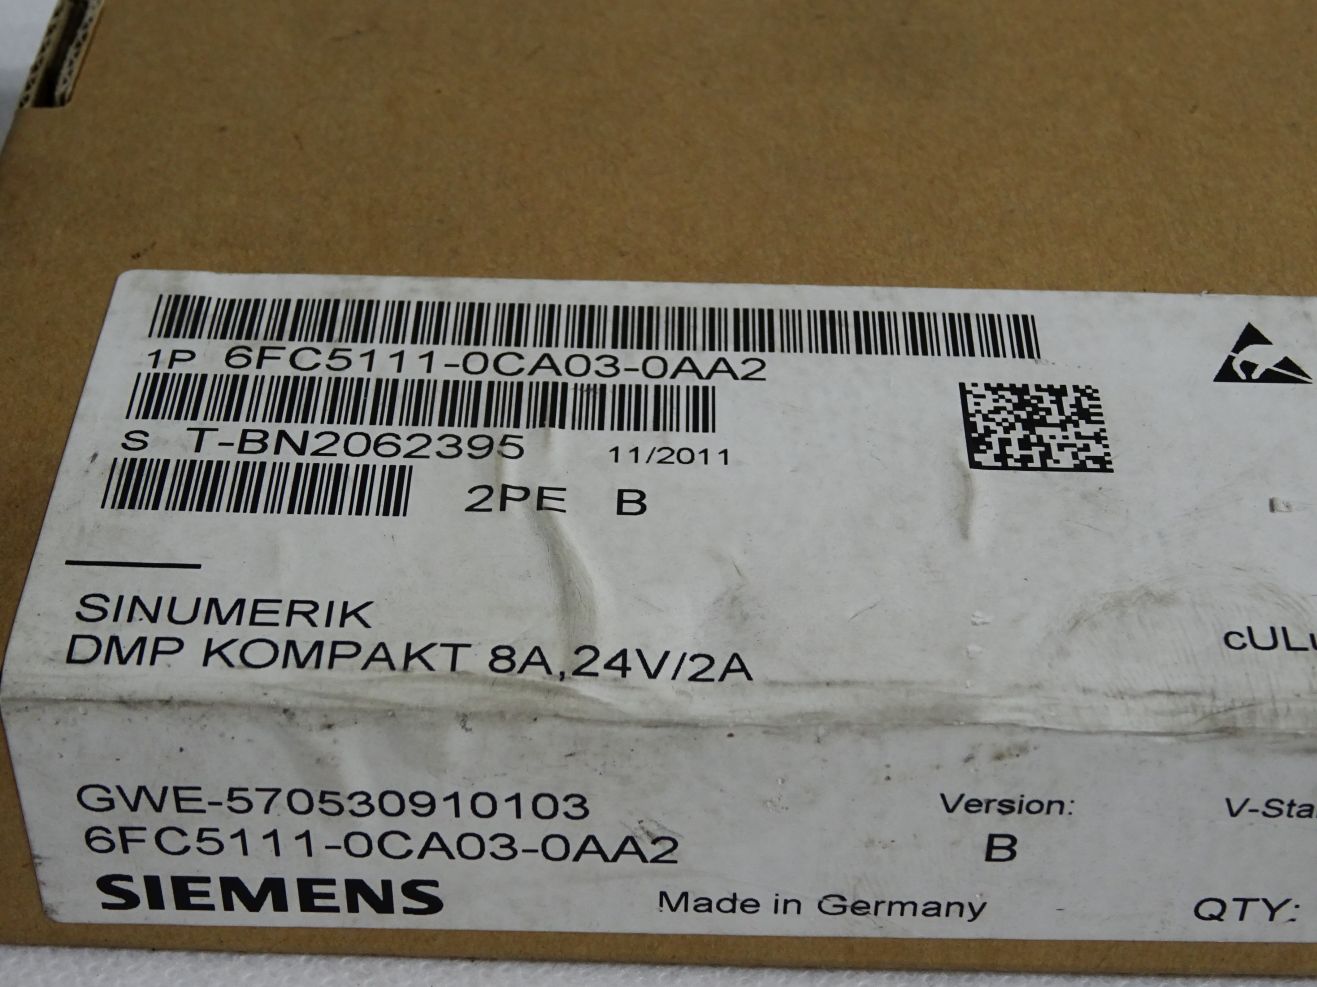 1P 6FC5111-0CA03-0AA2
S T-BN2062395 11/2011
2PE B
SINUMERIK
DMP KOMPAKT 8A,24V/2A
GWE-570530910103 Version:
6FC5111-0CA03-0AA2 B
SIEMENS Made in Germany QTY: